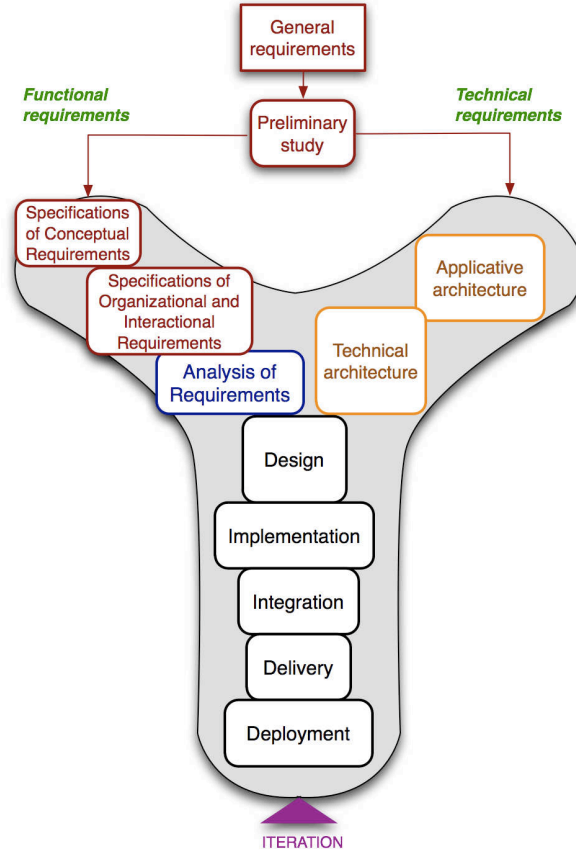 General
requirements
Functional
requirements
Technical
requirements
Preliminary
study
Specifications
of Conceptual
Requirements
Applicative
architecture
Specifications of
Organizational and
Interactional
Requirements
Technical
architecture
Analysis of
Requirements
Design
Implementation
Integration
Delivery
Deployment
ITERATION